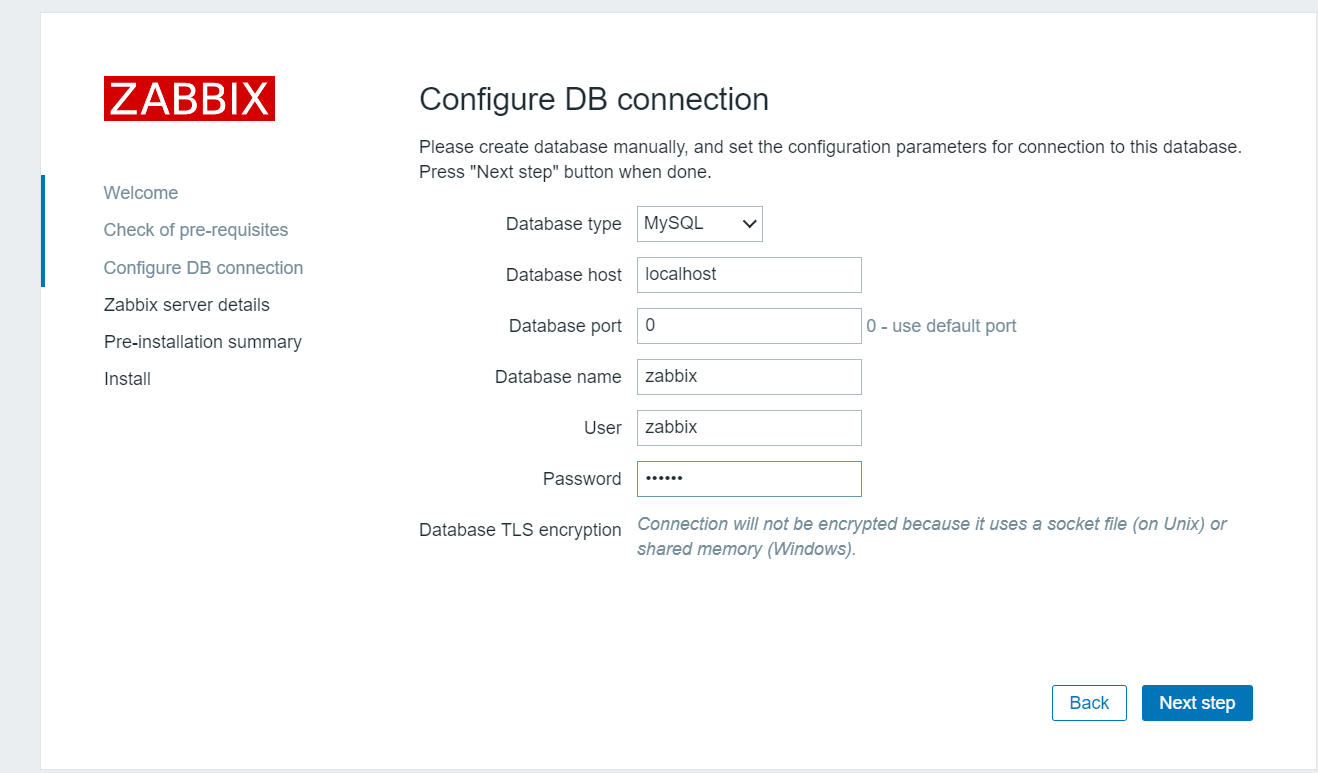 ZABBIX
Welcome
Check of pre-requisites
Configure DB connection
Zabbix server details
Pre-installation summary
Install
Configure DB connection
Please create database manually, and set the configuration parameters for connection to this database.
Press "Next step" button when done.
Database type MySQL
Database host localhost
Database port 0 0 - use default port
Database name zabbix
User zabbix
Password ••••••
Database TLS encryption Connection will not be encrypted because it uses a socket file (on Unix) or
shared memory (Windows).
Back Next step